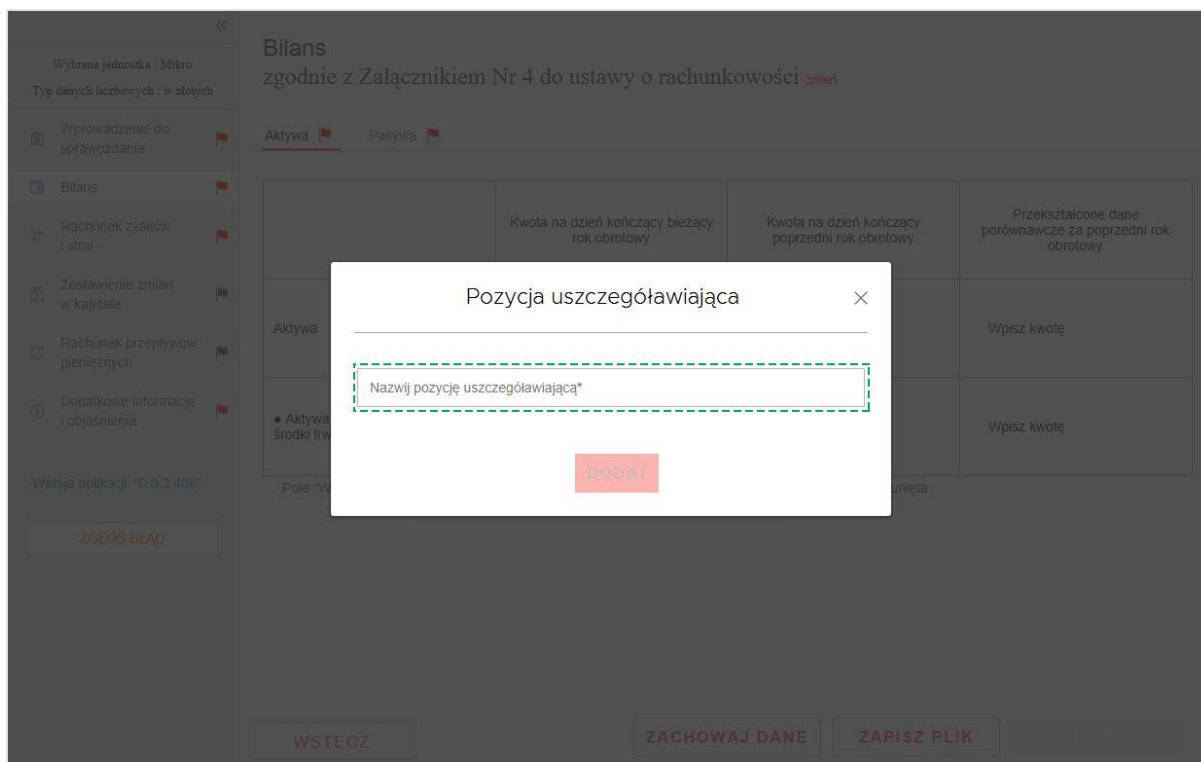 «
Wybrana jednostka : Mikro
Typ danych liczbowych : w złotych
Wprowadzenie do
sprawozdania
Bilans
Rachunek zysków
i strat
Zestawienie zmian
w kapitale
Rachunek przepływów
pieniężnych
Dodatkowe informacje
i objaśnienia
Wersja aplikacji: "0.0.3.408"
ZGŁOŚ BŁĄD
Bilans
zgodnie z Załącznikiem Nr 4 do ustawy o rachunkowości zmień
Aktywa
Pasywa
Kwota na dzień kończący bieżący
rok obrotowy
Kwota na dzień kończący
poprzedni rok obrotowy
Przekształcone dane
porównawcze za poprzedni rok
obrotowy
Aktywa
Wpisz kwotę
● Aktywa
środki trw
Wpisz kwotę
Pole "W
unięta.
Pozycja uszczegóławiająca
Nazwij pozycję uszczegóławiającą*
DODAJ
WSTECZ
ZACHOWAJ DANE
ZAPISZ PLIK